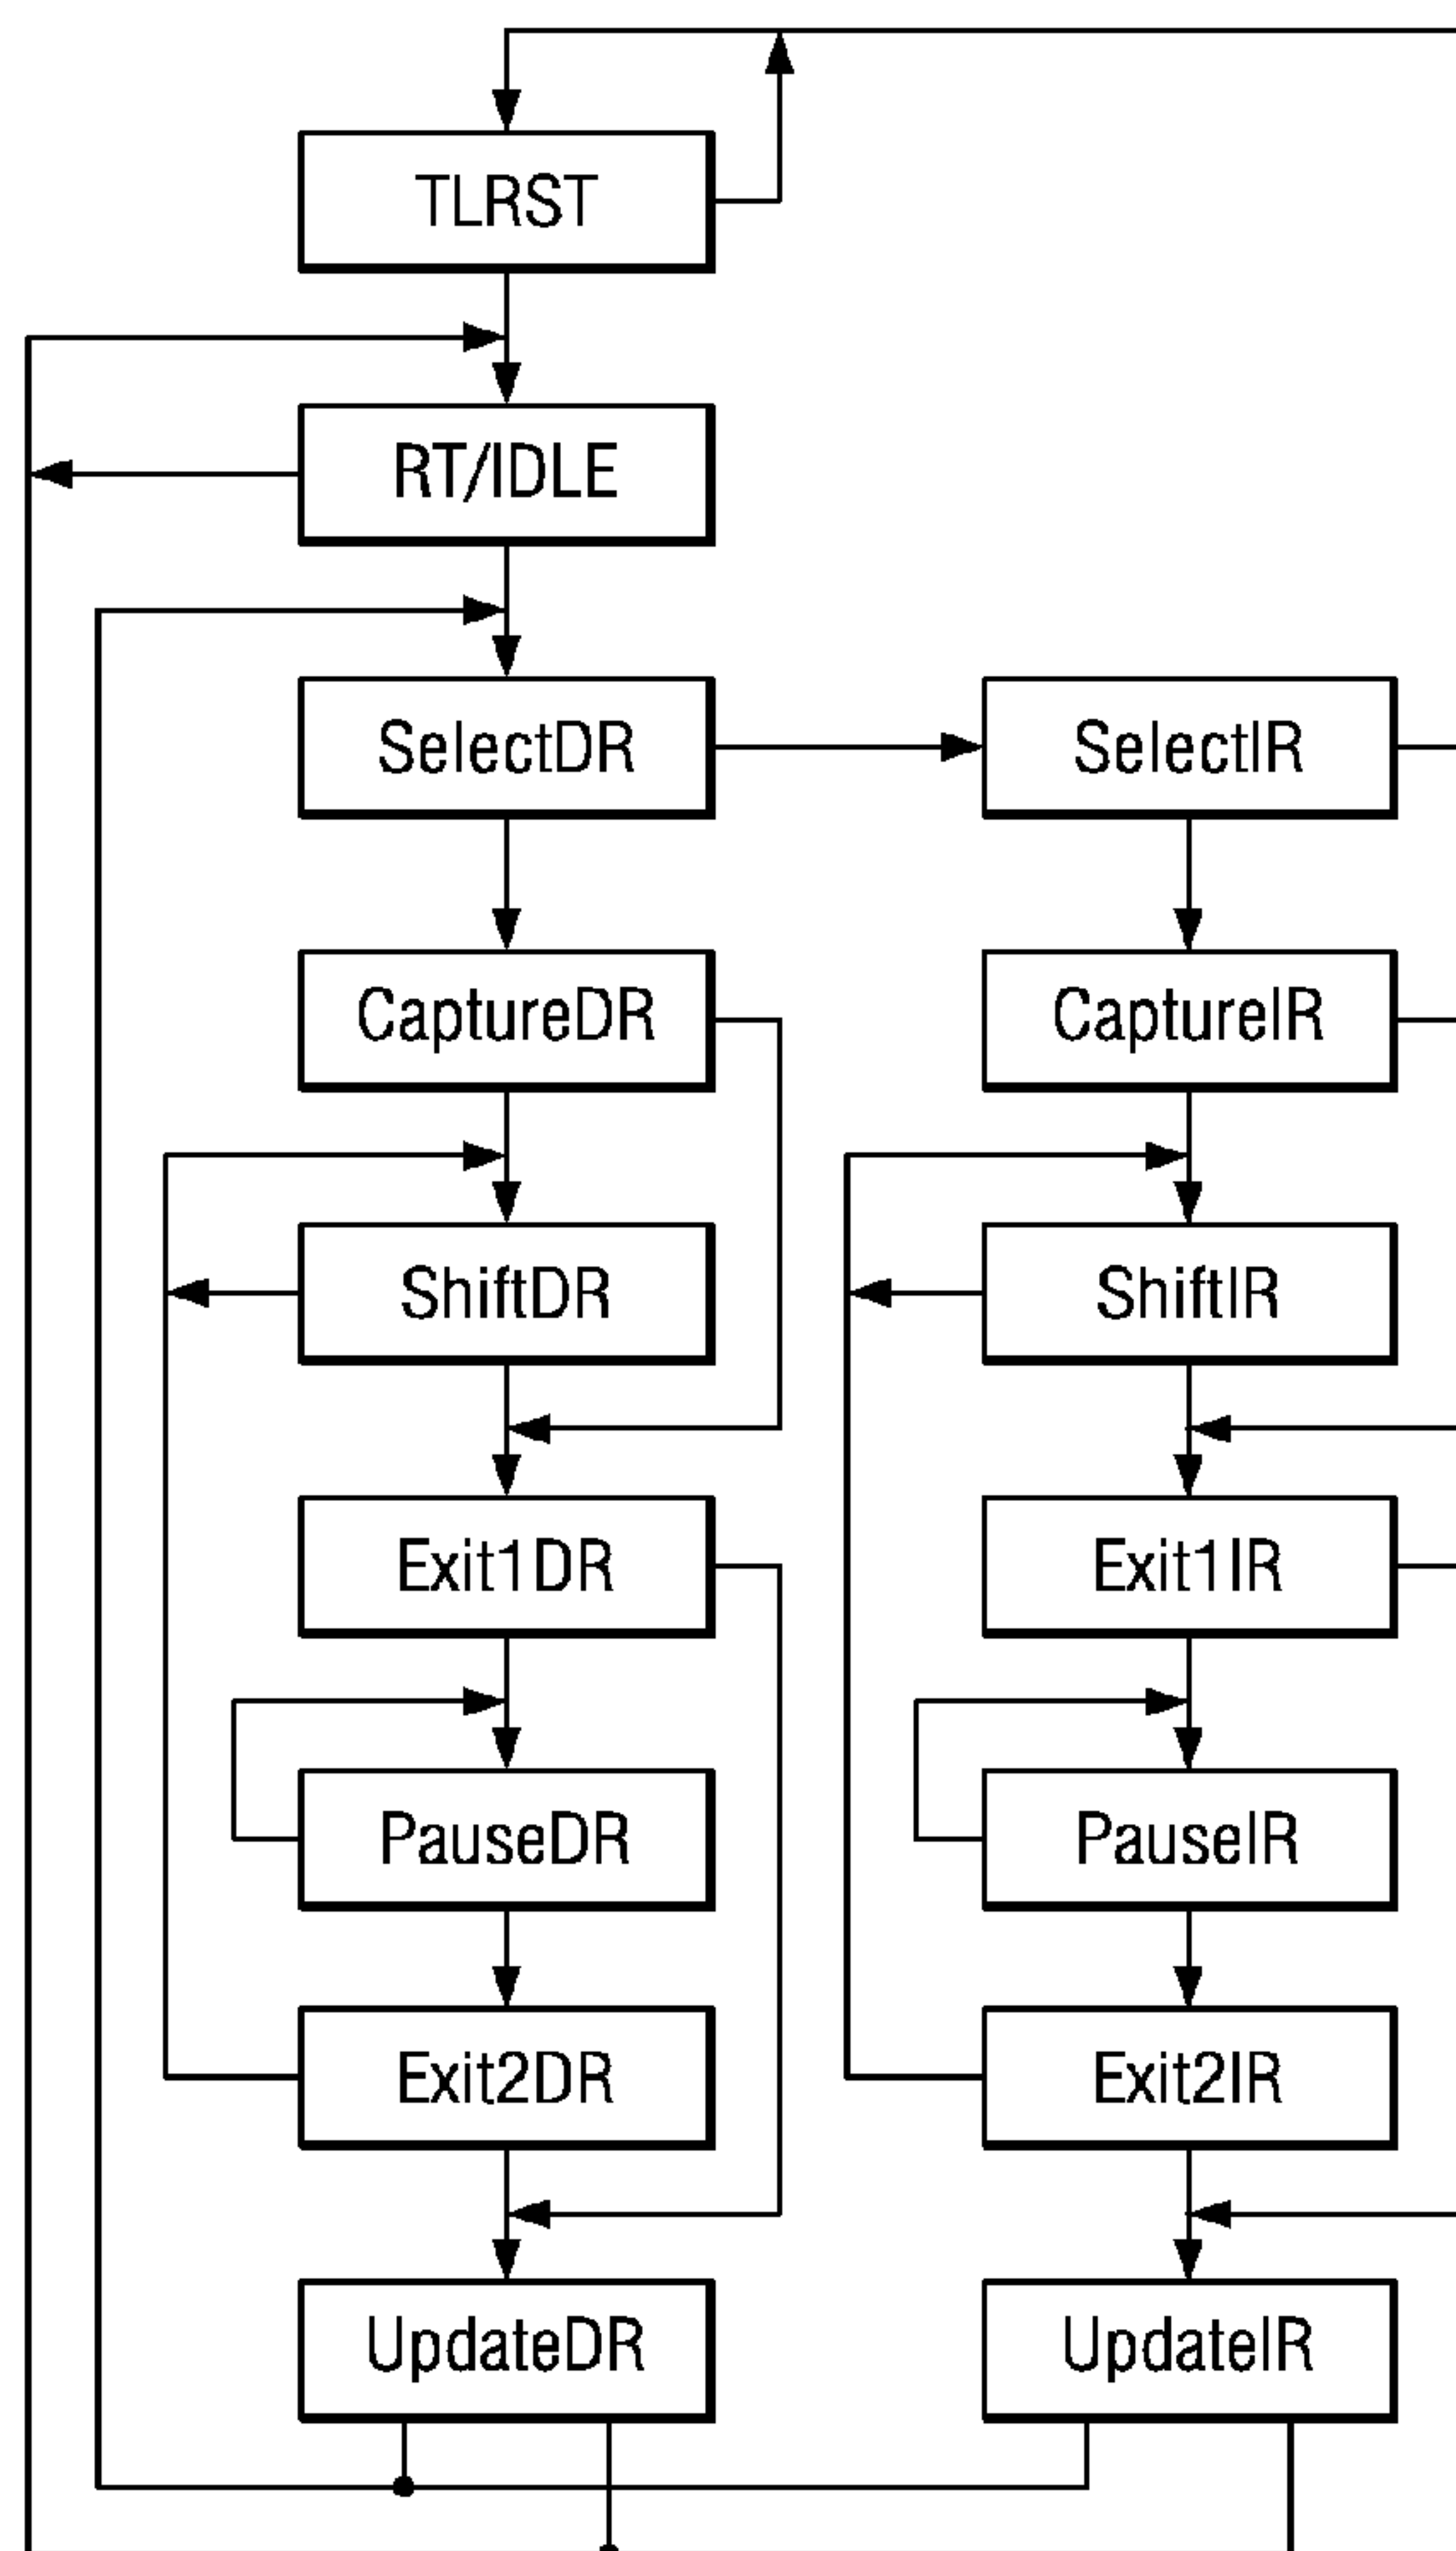 TLRST
RT/IDLE
SelectDR
SelectIR
CaptureDR
CaptureIR
ShiftDR
ShiftIR
Exit1DR
Exit1IR
PauseDR
PauseIR
Exit2DR
Exit2IR
UpdateDR
UpdateIR